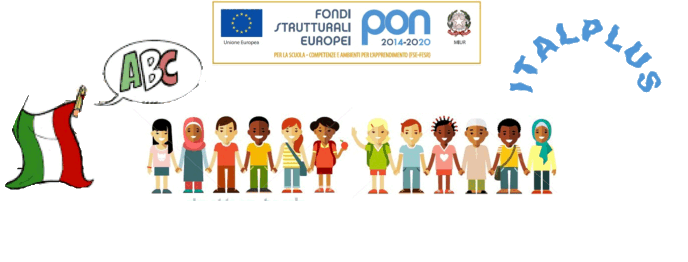 FONDI
STRUTTURALI
EUROPEI
pon
2014-2020
Unione Europea
MIUR
PER LA SCUOLA - COMPETENZE E AMBIENTI PER L'APPRENDIMENTO (FSE-FESR)
ITALPLUS
ABC